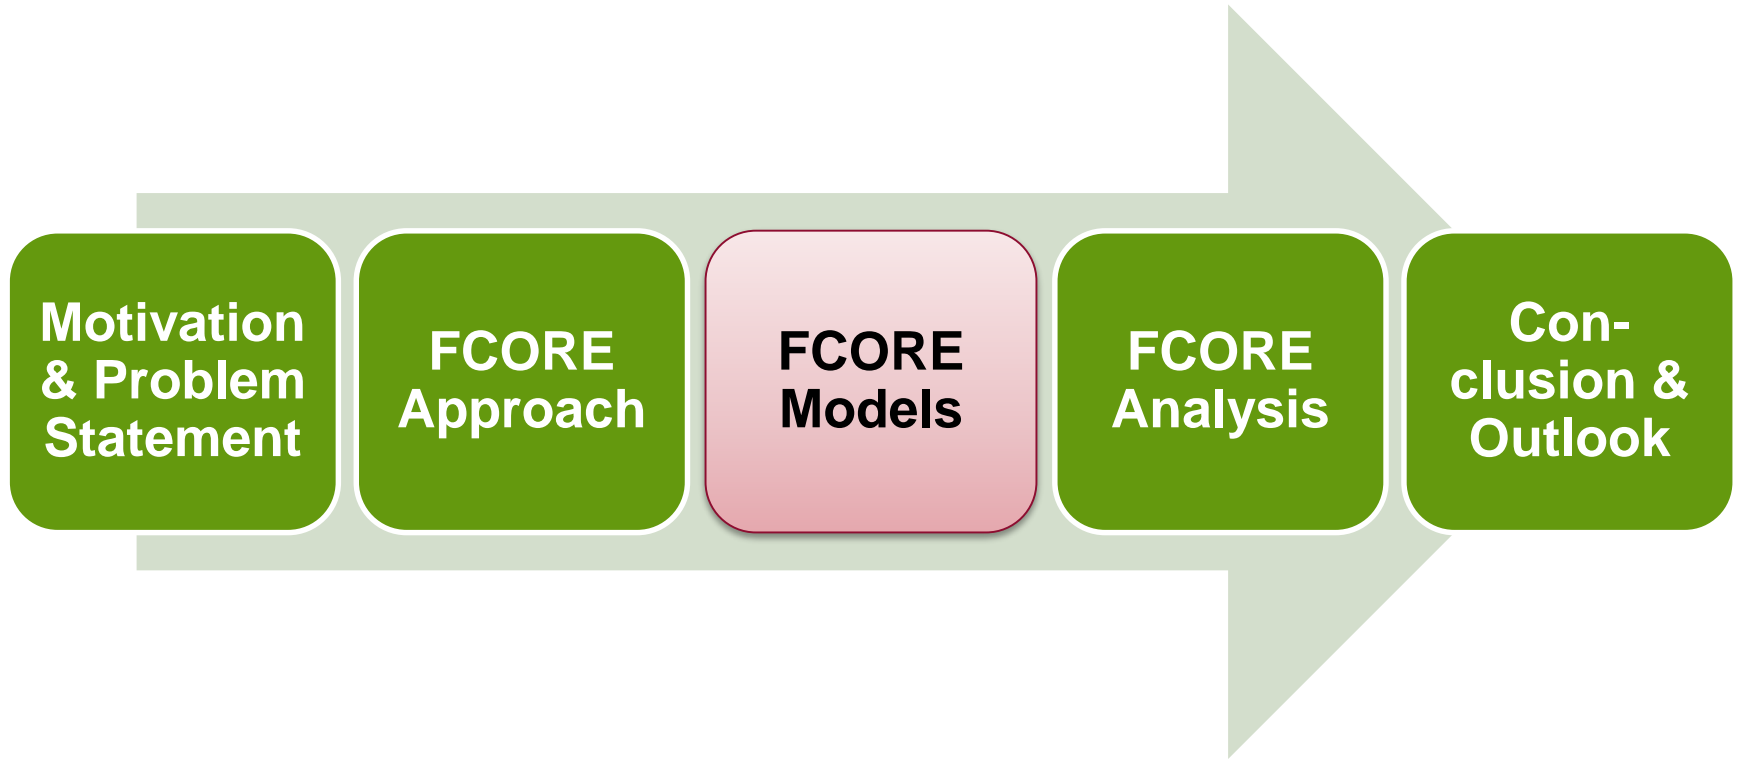 Motivation
& Problem
Statement
FCORE
Approach
FCORE
Models
FCORE
Analysis
Con-
clusion &
Outlook